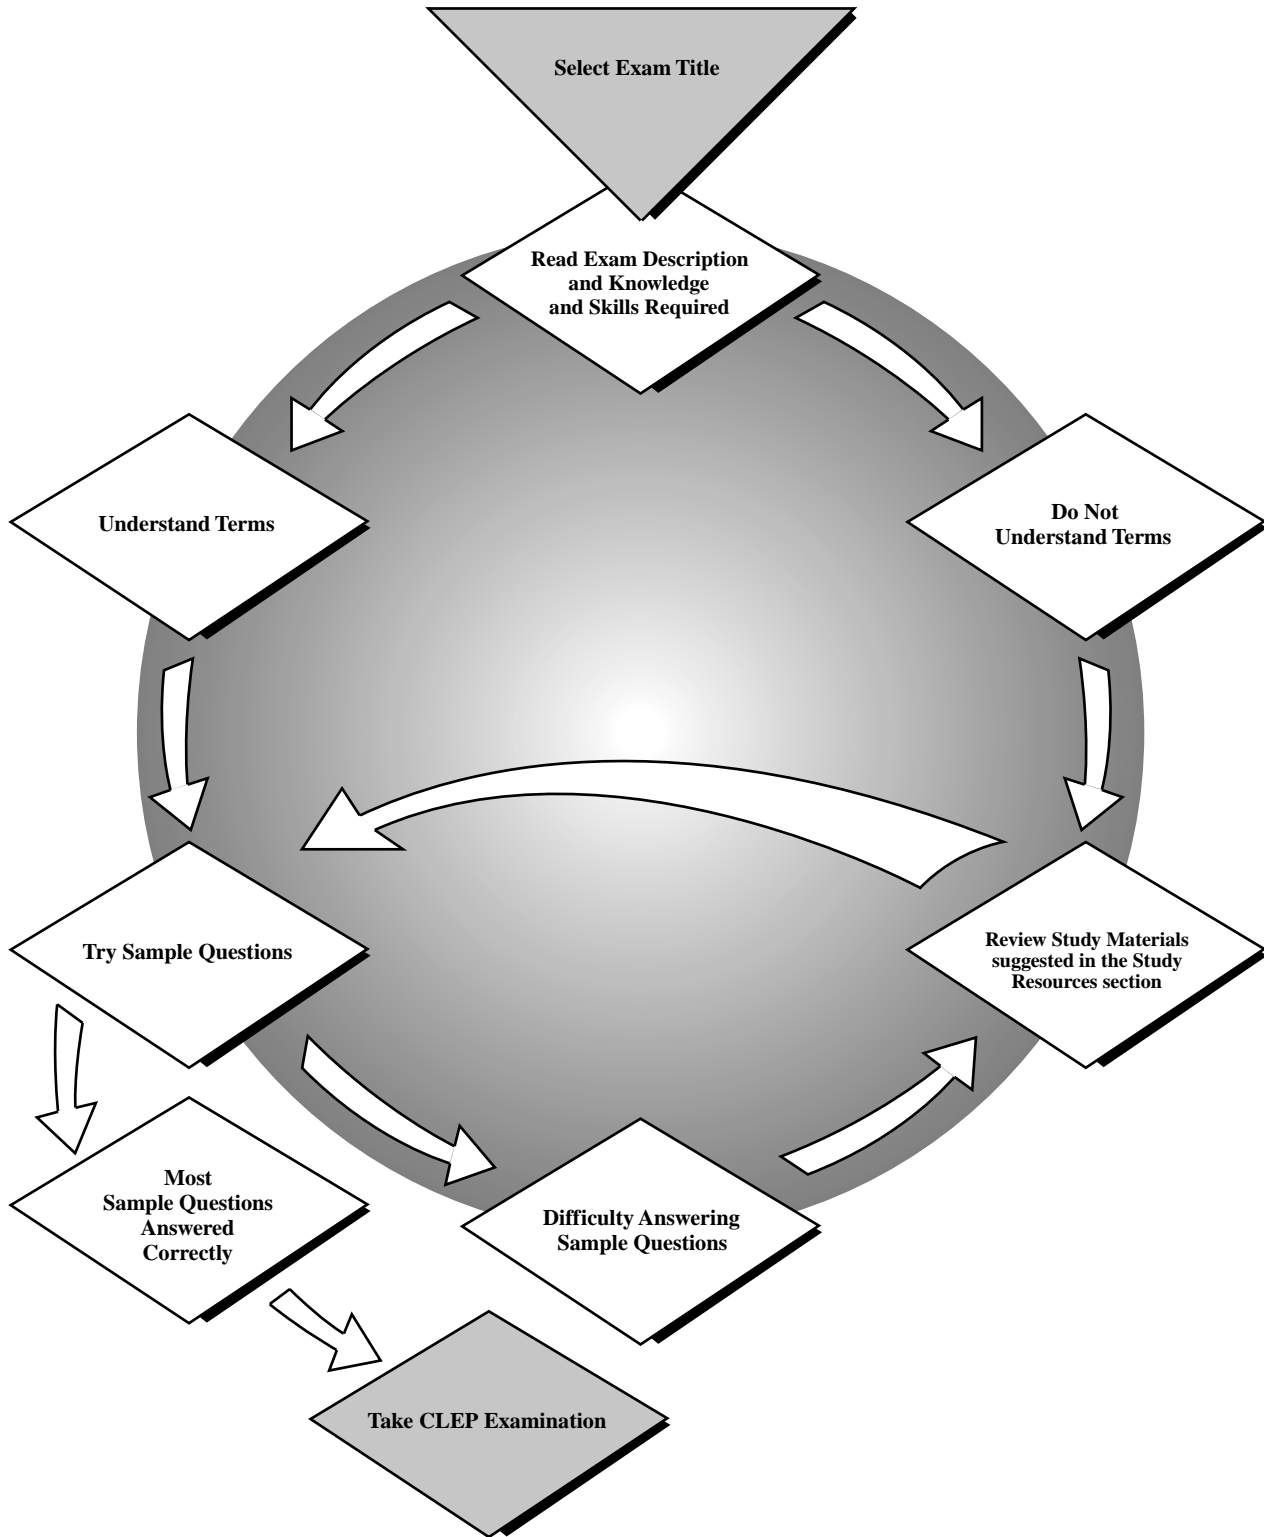 Select Exam Title
Read Exam Description
and Knowledge
and Skills Required
Understand Terms
Do Not
Understand Terms
Try Sample Questions
Review Study Materials
suggested in the Study
Resources section
Most
Sample Questions
Answered
Correctly
Difficulty Answering
Sample Questions
Take CLEP Examination